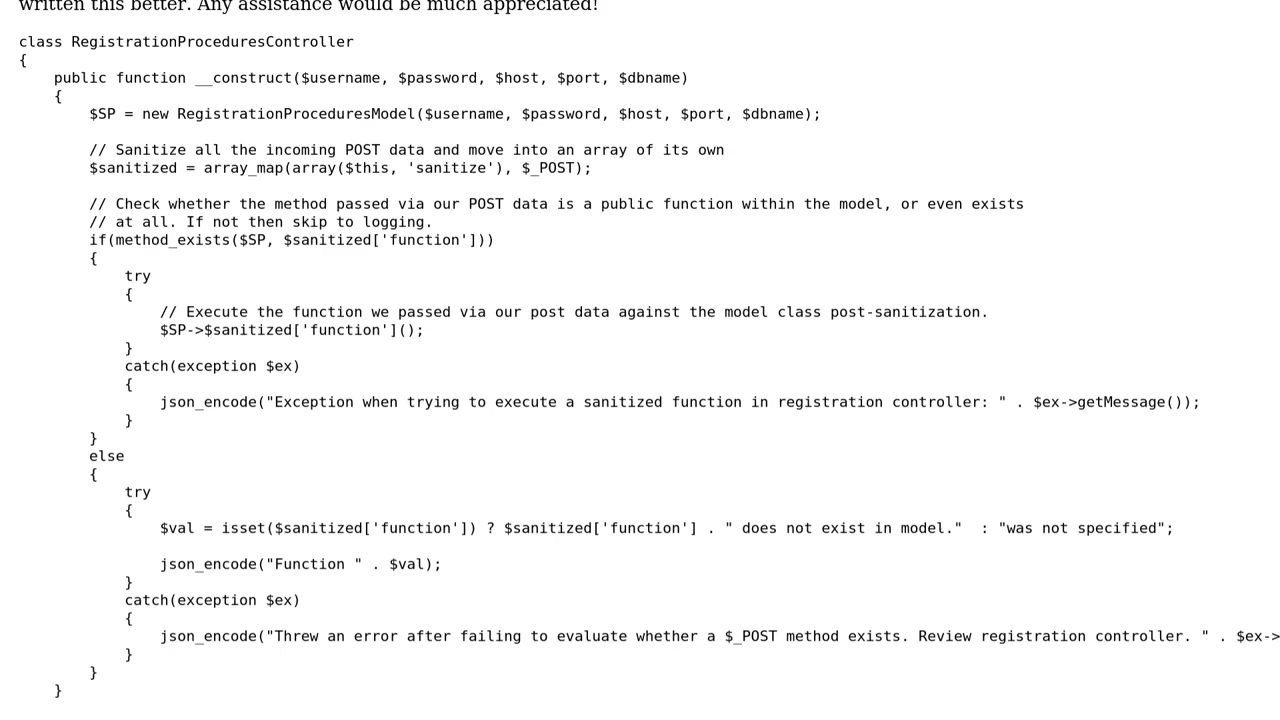 written this better. Any assistance would be much appreciated!
class RegistrationProceduresController
{
    public function __construct($username, $password, $host, $port, $dbname)
    {
        $SP = new RegistrationProceduresModel($username, $password, $host, $port, $dbname);

        // Sanitize all the incoming POST data and move into an array of its own
        $sanitized = array_map(array($this, 'sanitize'), $_POST);

        // Check whether the method passed via our POST data is a public function within the model, or even exists
        // at all. If not then skip to logging.
        if(method_exists($SP, $sanitized['function']))
        {
            try
            {
                // Execute the function we passed via our post data against the model class post-sanitization.
                $SP->$sanitized['function']();
            }
            catch(exception $ex)
            {
                json_encode("Exception when trying to execute a sanitized function in registration controller: " . $ex->getMessage());
            }
        }
        else
        {
            try
            {
                $val = isset($sanitized['function']) ? $sanitized['function'] . " does not exist in model."  : "was not specified";

                json_encode("Function " . $val);
            }
            catch(exception $ex)
            {
                json_encode("Threw an error after failing to evaluate whether a $_POST method exists. Review registration controller. " . $ex->
            }
        }
    }